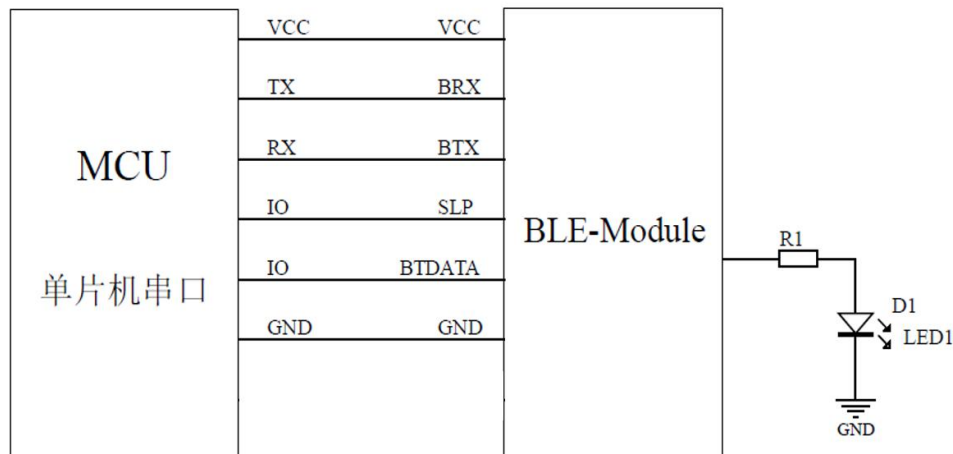 VCC VCC
TX BRX
RX BTX
MCU
IO SLP
BLE-Module
R1
IO BTDATA
单片机串口
D1
GND GND
LED1
GND